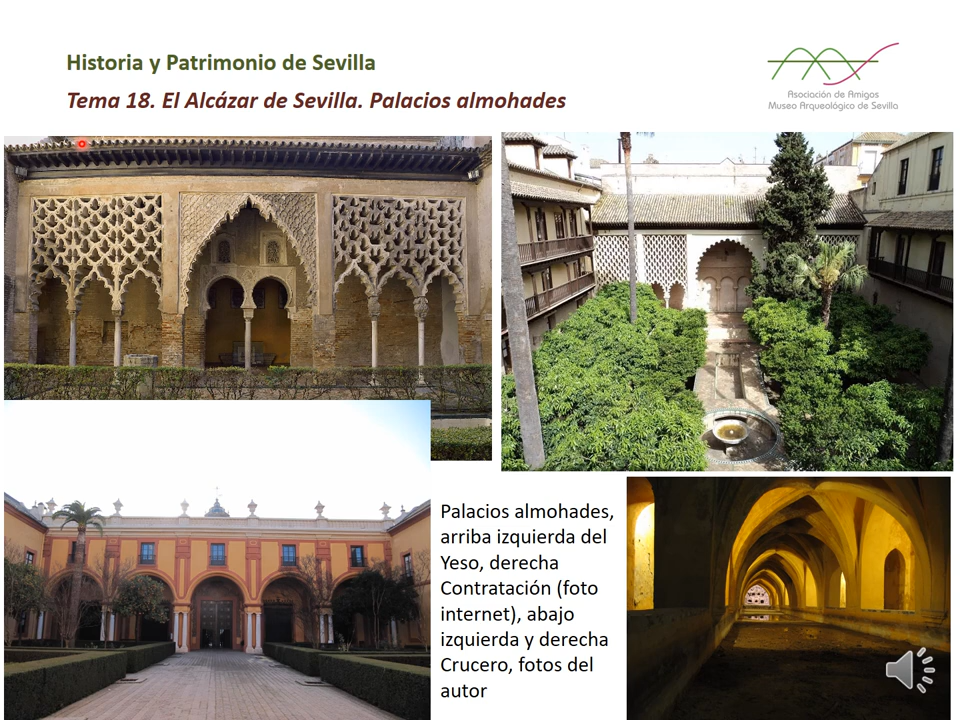 Historia y Patrimonio de Sevilla
Tema 18. El Alcázar de Sevilla. Palacios almohades
Asociación de Amigos
Museo Arqueológico de Sevilla
Palacios almohades,
arriba izquierda del
Yeso, derecha
Contratación (foto
internet), abajo
izquierda y derecha
Crucero, fotos del
autor